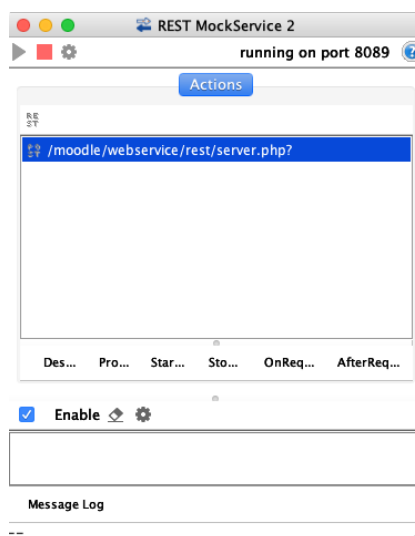 REST MockService 2
running on port 8089
Actions
RE
ST
/moodle/webservice/rest/server.php?
Des... Pro... Star... Sto... OnReq... AfterReq...
Enable
Message Log